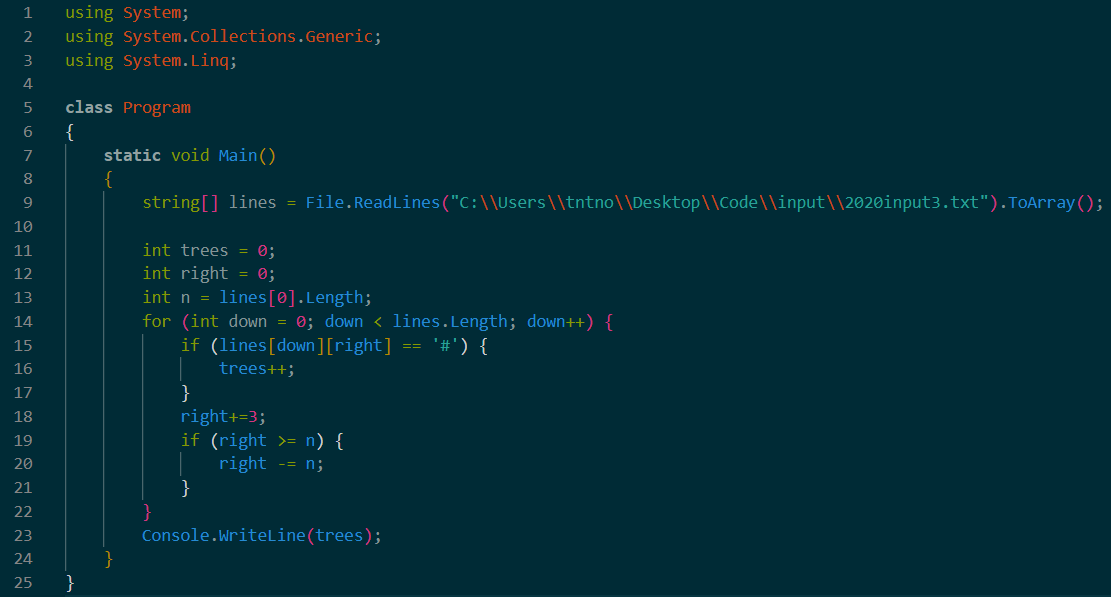 1 using System;
2 using System.Collections.Generic;
3 using System.Linq;
4
5 class Program
6 {
7     static void Main()
8     {
9         string[] lines = File.ReadLines("C:\\Users\\tntno\\Desktop\\Code\\input\\2020input3.txt").ToArray();
10
11         int trees = 0;
12         int right = 0;
13         int n = lines[0].Length;
14         for (int down = 0; down < lines.Length; down++) {
15             if (lines[down][right] == '#') {
16                 trees++;
17             }
18             right+=3;
19             if (right >= n) {
20                 right -= n;
21             }
22         }
23         Console.WriteLine(trees);
24     }
25 }